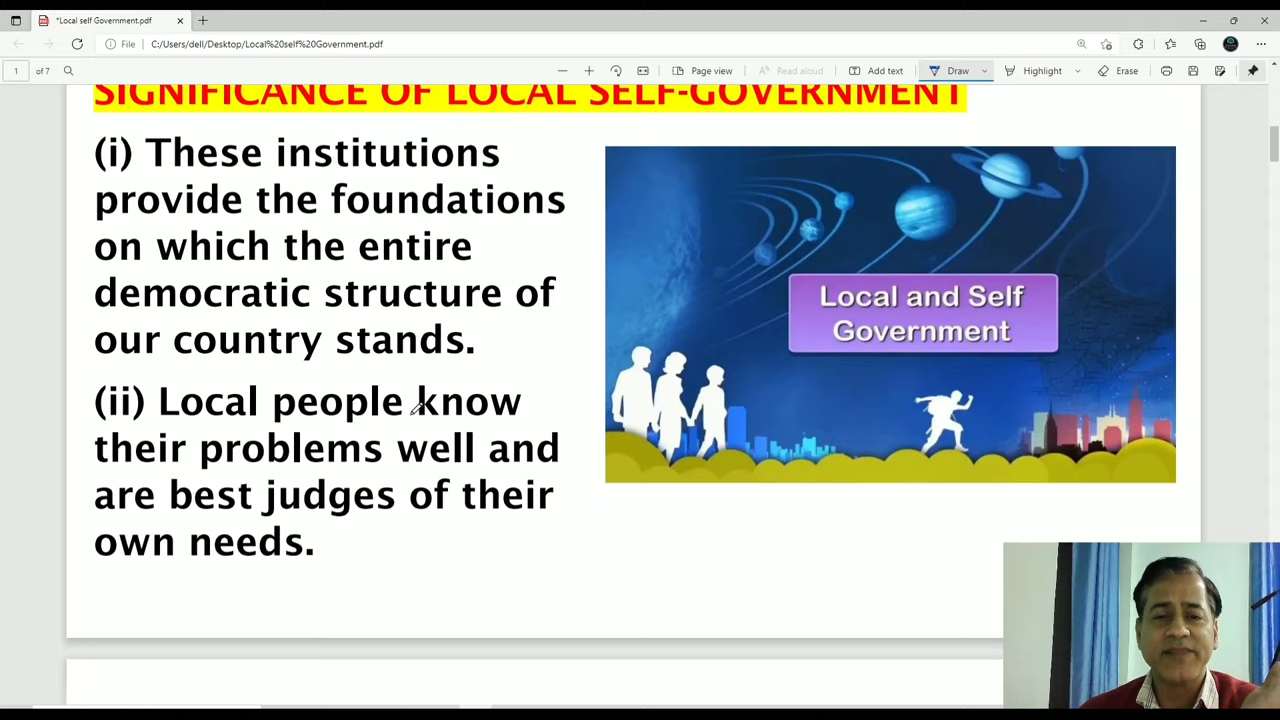 *Local self Government.pdf
File
C:/Users/dell/Desktop/Local%20self%20Government.pdf
1 of 7
Page view
Read aloud
Add text
Draw
Highlight
Erase
SIGNIFICANCE OF LOCAL SELF-GOVERNMENT
(i) These institutions
provide the foundations
on which the entire
democratic structure of
our country stands.
(ii) Local people know
their problems well and
are best judges of their
own needs.
Local and Self
Government